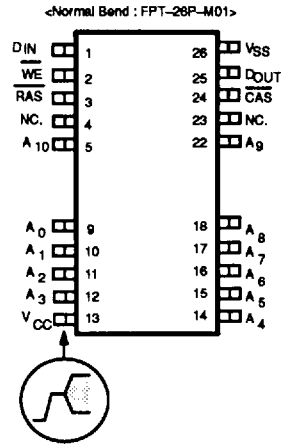 <Normal Bend : FPT-26P-M01>
DIN 1 26 VSS
WE 2 25 DOUT
RAS 3 24 CAS
NC. 4 23 NC.
A10 5 22 A9
A0 9 18 A8
A1 10 17 A7
A2 11 16 A6
A3 12 15 A5
VCC 13 14 A4